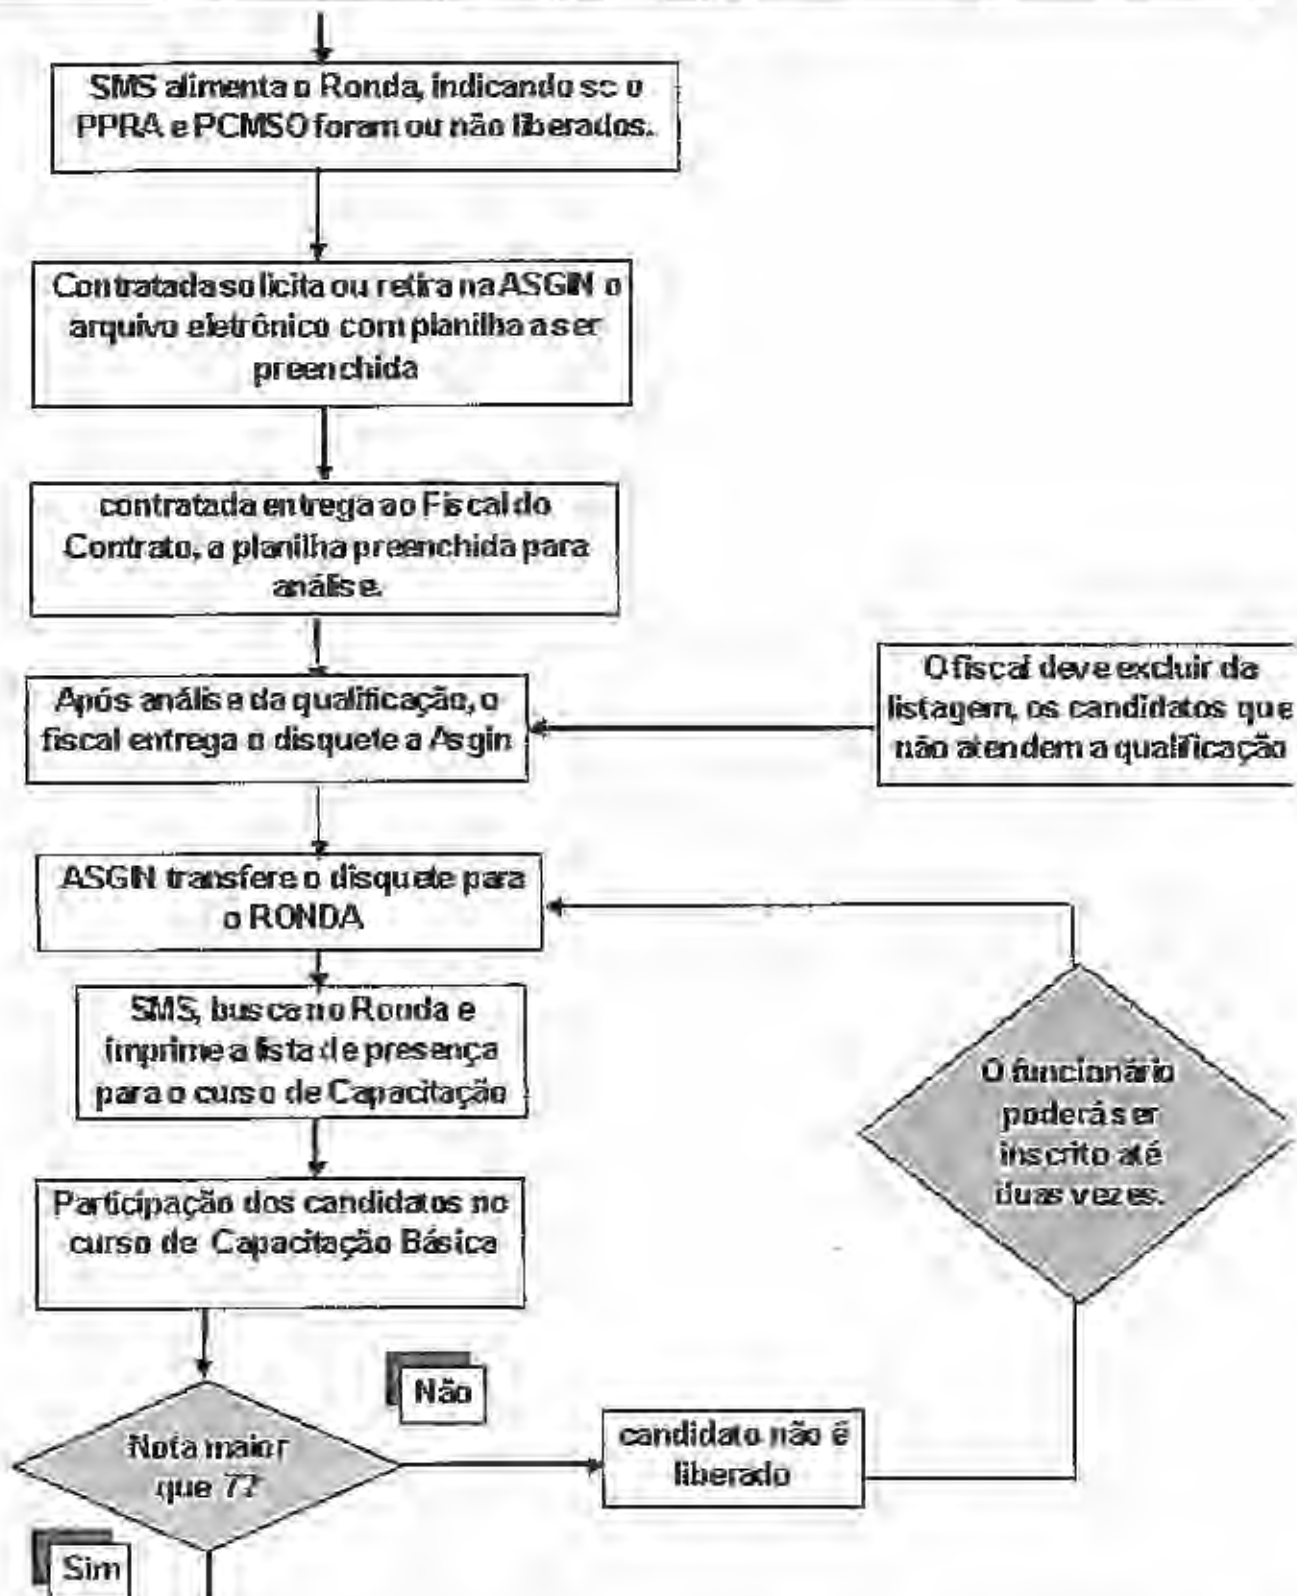 SMS alimenta o Ronda, indicando se o
PPRA e PCMSO foram ou não liberados.
Contratada solicita ou retira na ASGIN o
arquivo eletrônico com planilha a ser
preenchida
contratada entrega ao Fiscal do
Contrato, a planilha preenchida para
análise.
Após análise da qualificação, o
fiscal entrega o disquete a Asgin
O fiscal deve excluir da
listagem, os candidatos que
não atendem a qualificação
ASGIN transfere o disquete para
o RONDA
SMS, busca no Ronda e
imprime a lista de presença
para o curso de Capacitação
O funcionário
poderá ser
inscrito até
duas vezes.
Participação dos candidatos no
curso de Capacitação Básica
Não
Nota maior
que 7?
candidato não é
liberado
Sim